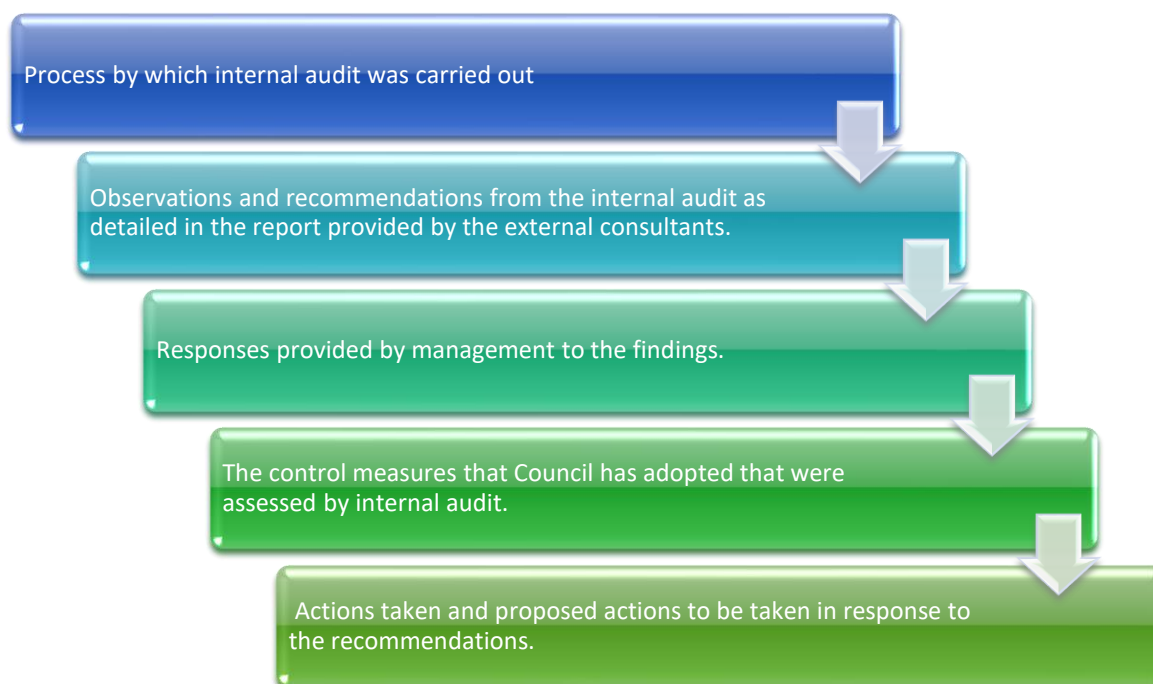 Process by which internal audit was carried out
Observations and recommendations from the internal audit as
detailed in the report provided by the external consultants.
Responses provided by management to the findings.
The control measures that Council has adopted that were
assessed by internal audit.
Actions taken and proposed actions to be taken in response to
the recommendations.